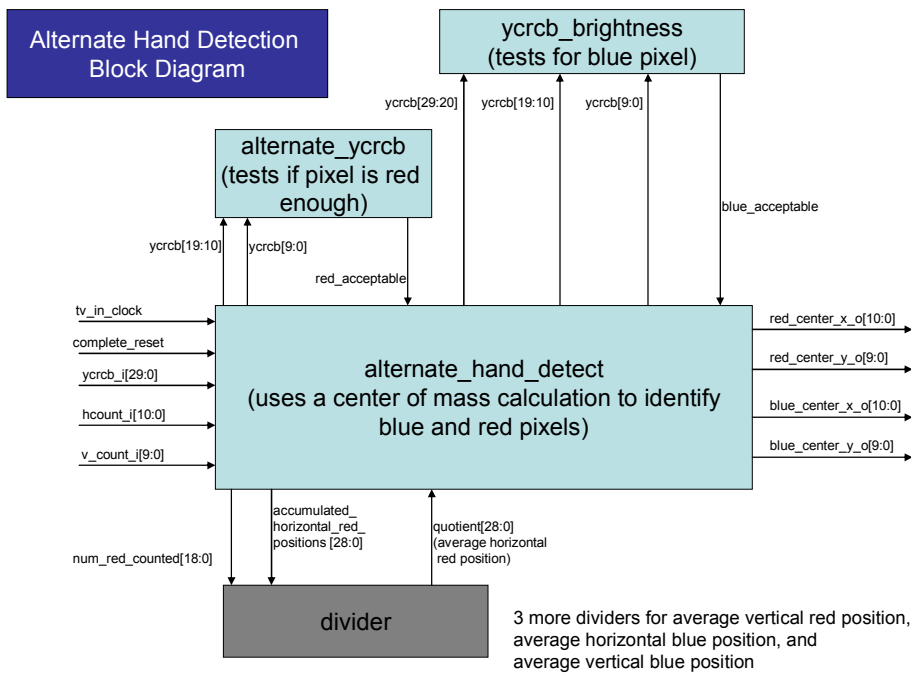 Alternate Hand Detection
Block Diagram
ycrcb_brightness
(tests for blue pixel)
ycrcb[29:20]
ycrcb[19:10]
ycrcb[9:0]
alternate_ycrcb
(tests if pixel is red
enough)
blue_acceptable
ycrcb[19:10]
ycrcb[9:0]
red_acceptable
tv_in_clock
complete_reset
ycrcb_i[29:0]
hcount_i[10:0]
v_count_i[9:0]
alternate_hand_detect
(uses a center of mass calculation to identify
blue and red pixels)
red_center_x_o[10:0]
red_center_y_o[9:0]
blue_center_x_o[10:0]
blue_center_y_o[9:0]
num_red_counted[18:0]
accumulated_
horizontal_red_
positions [28:0]
quotient[28:0]
(average horizontal
red position)
divider
3 more dividers for average vertical red position,
average horizontal blue position, and
average vertical blue position